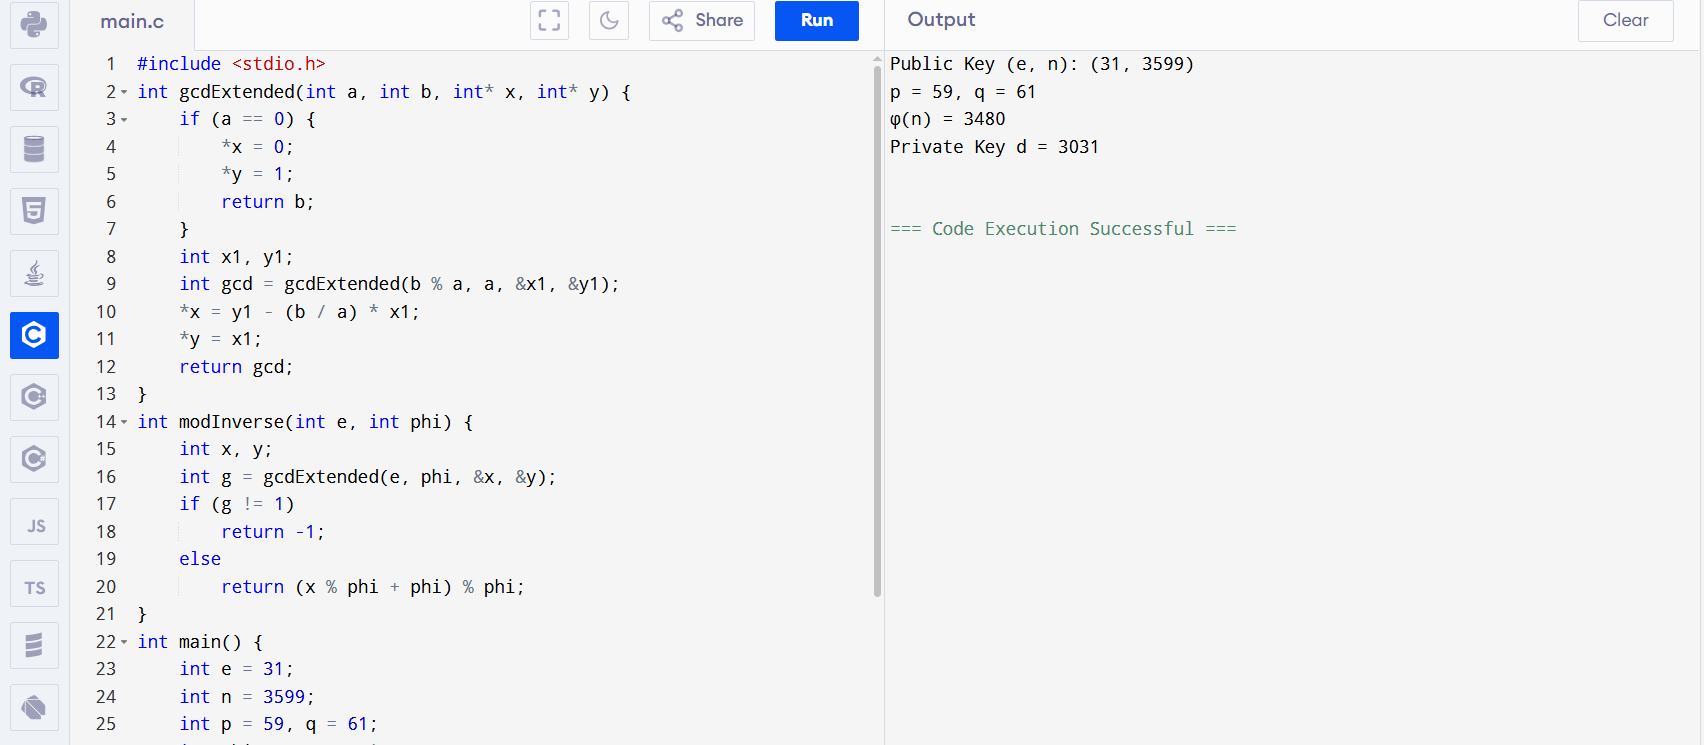 main.c
Share
Run
Output
Clear
R
5
C
C
C
JS
TS
1 #include <stdio.h>
2 int gcdExtended(int a, int b, int* x, int* y) {
3     if (a == 0) {
4         *x = 0;
5         *y = 1;
6         return b;
7     }
8     int x1, y1;
9     int gcd = gcdExtended(b % a, a, &x1, &y1);
10     *x = y1 - (b / a) * x1;
11     *y = x1;
12     return gcd;
13 }
14 int modInverse(int e, int phi) {
15     int x, y;
16     int g = gcdExtended(e, phi, &x, &y);
17     if (g != 1)
18         return -1;
19     else
20         return (x % phi + phi) % phi;
21 }
22 int main() {
23     int e = 31;
24     int n = 3599;
25     int p = 59, q = 61;
Public Key (e, n): (31, 3599)
p = 59, q = 61
φ(n) = 3480
Private Key d = 3031
=== Code Execution Successful ===